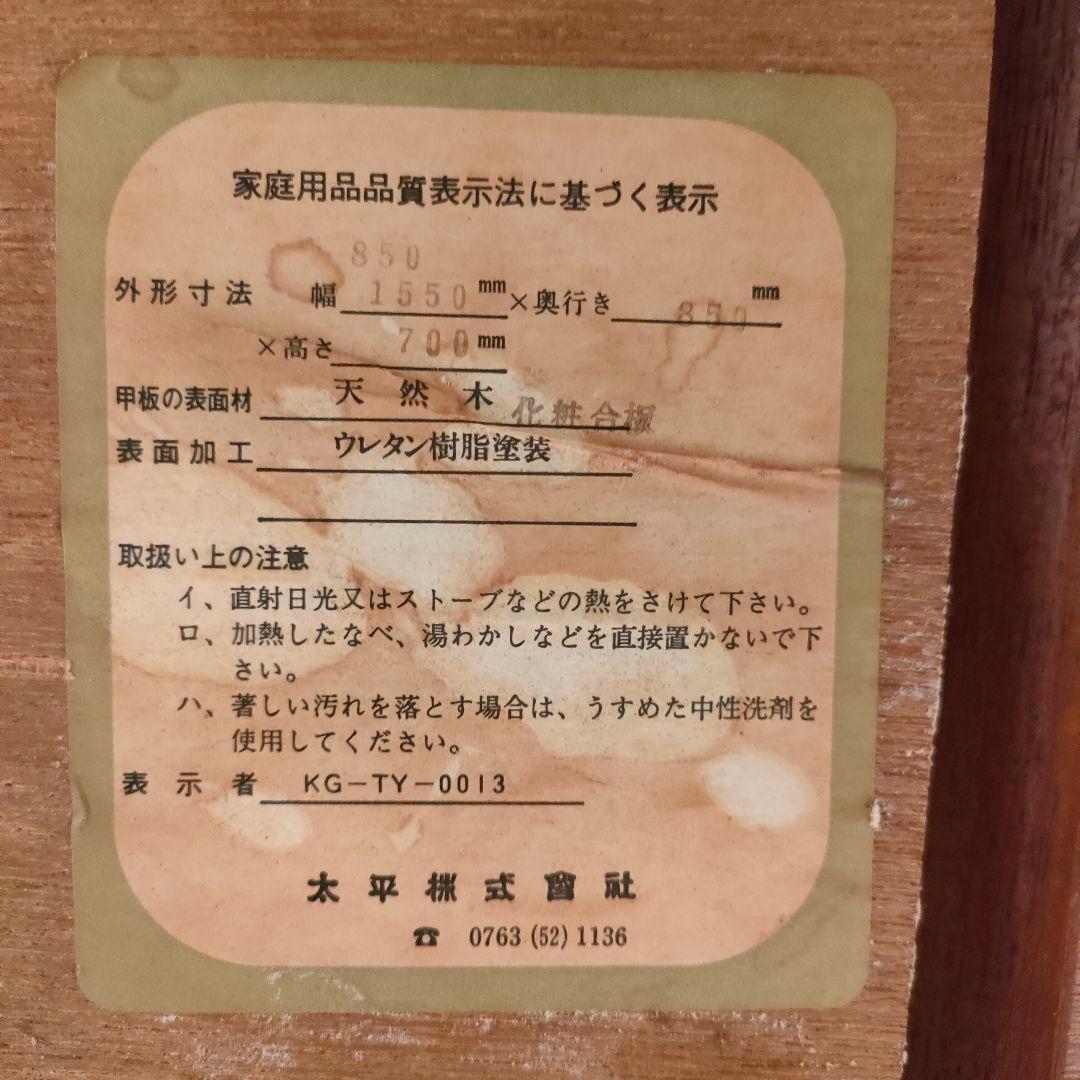 家庭用品品質表示法に基づく表示
850
外形寸法 幅 1550 mm ×奥行き 850 mm
×高さ 700 mm
甲板の表面材 天然木 化粧合板
表面加工 ウレタン樹脂塗装
取扱い上の注意
イ、直射日光又はストーブなどの熱をさけて下さい。
ロ、加熱したなべ、湯わかしなどを直接置かないで下
さい。
ハ、著しい汚れを落とす場合は、うすめた中性洗剤を
使用してください。
表示者 KG-TY-0013
太平株式會社
☎ 0763 (52) 1136